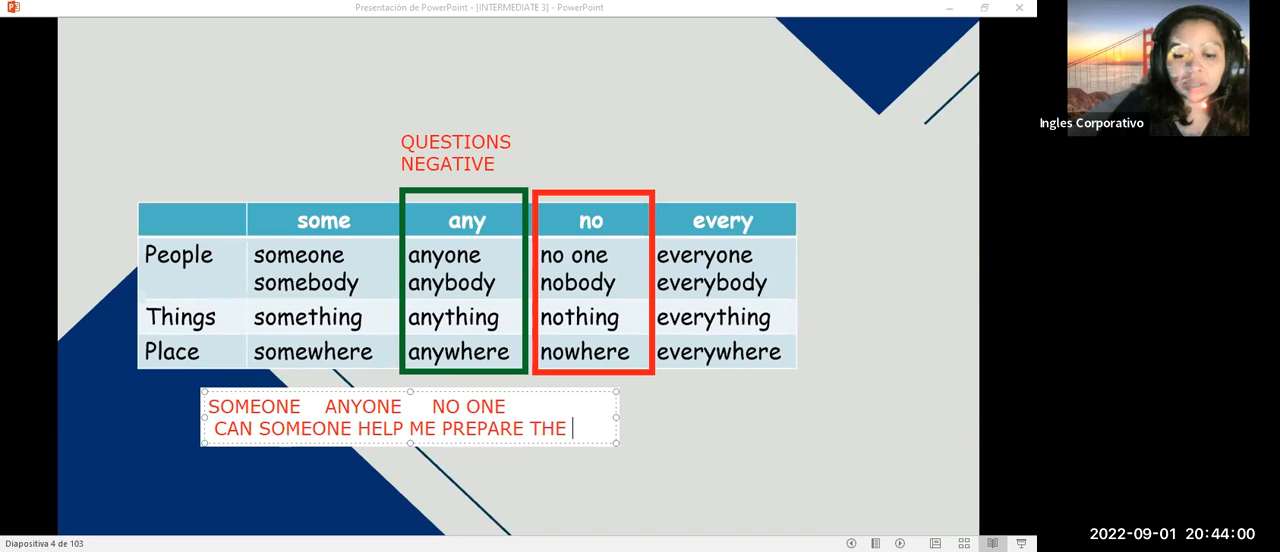 Presentación de PowerPoint - [INTERMEDIATE 3] - PowerPoint
Ingles Corporativo
QUESTIONS
NEGATIVE
some any no every
People someone anyone no one everyone
somebody anybody nobody everybody
Things something anything nothing everything
Place somewhere anywhere nowhere everywhere
SOMEONE ANYONE NO ONE
CAN SOMEONE HELP ME PREPARE THE
2022-09-01 20:44:00
Diapositiva 4 de 103